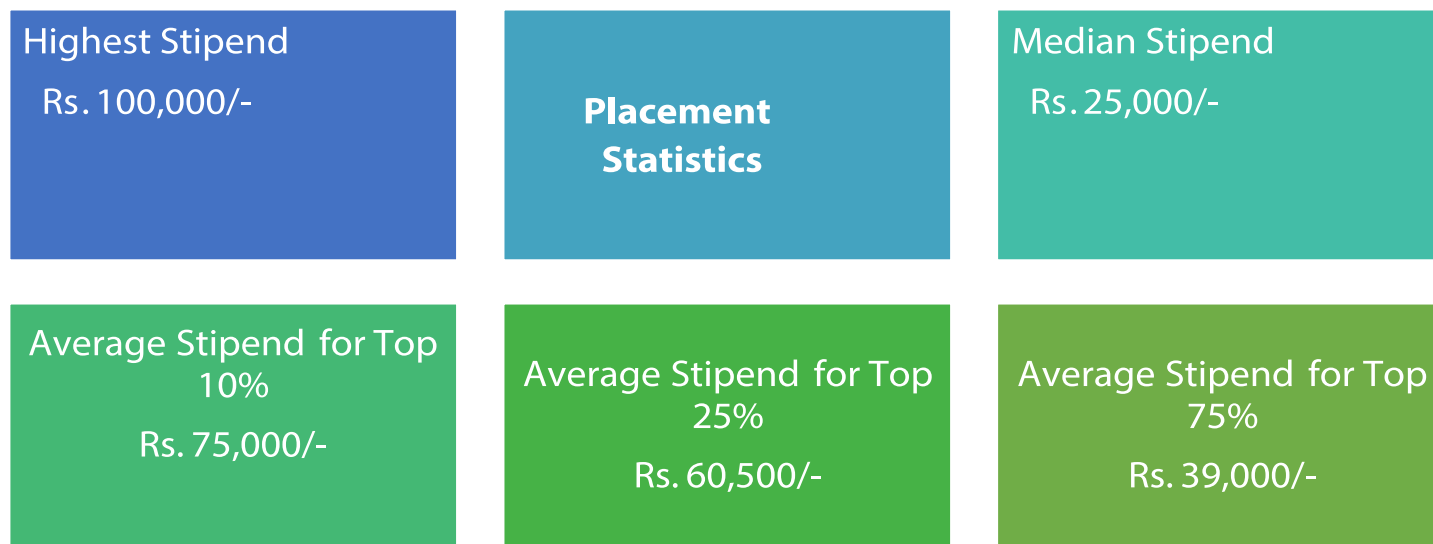 Highest Stipend
Rs. 100,000/-
Placement
Statistics
Median Stipend
Rs. 25,000/-
Average Stipend for Top
10%
Rs. 75,000/-
Average Stipend for Top
25%
Rs. 60,500/-
Average Stipend for Top
75%
Rs. 39,000/-